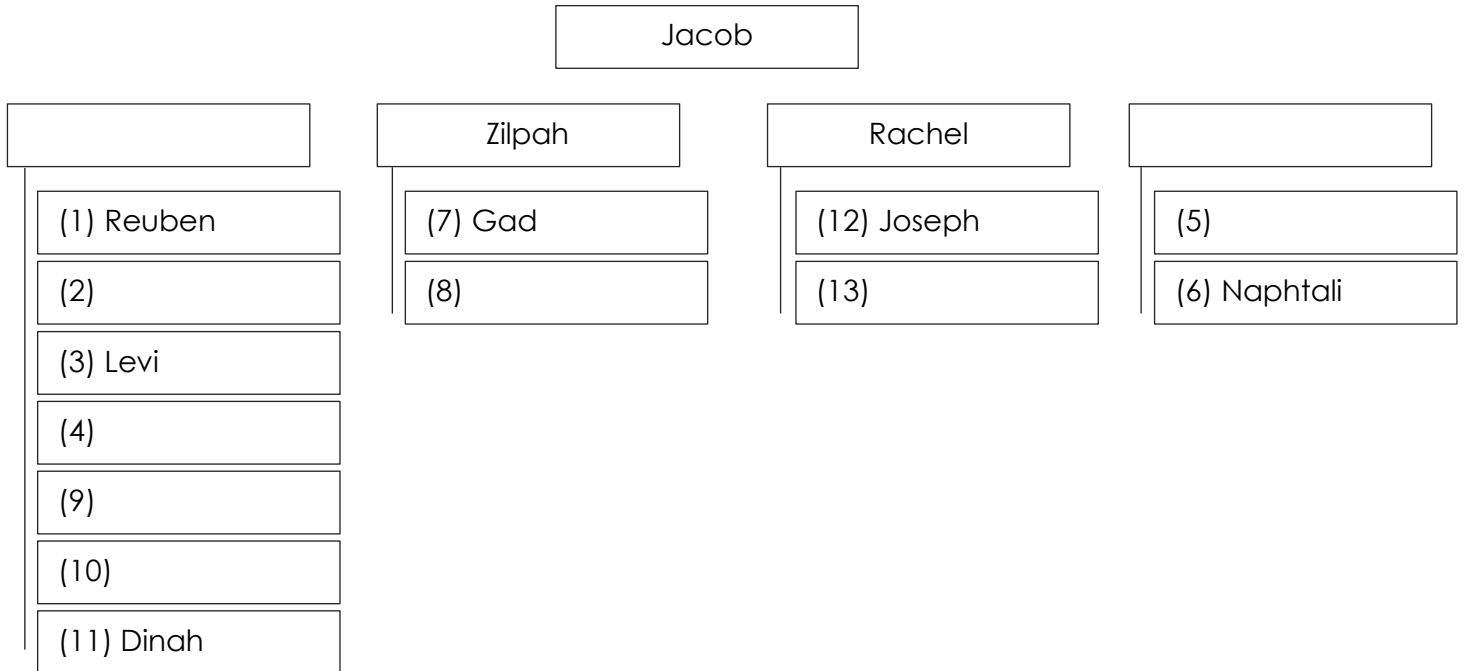 Jacob
Zilpah
Rachel
(1) Reuben
(2)
(3) Levi
(4)
(9)
(10)
(11) Dinah
(7) Gad
(8)
(12) Joseph
(13)
(5)
(6) Naphtali